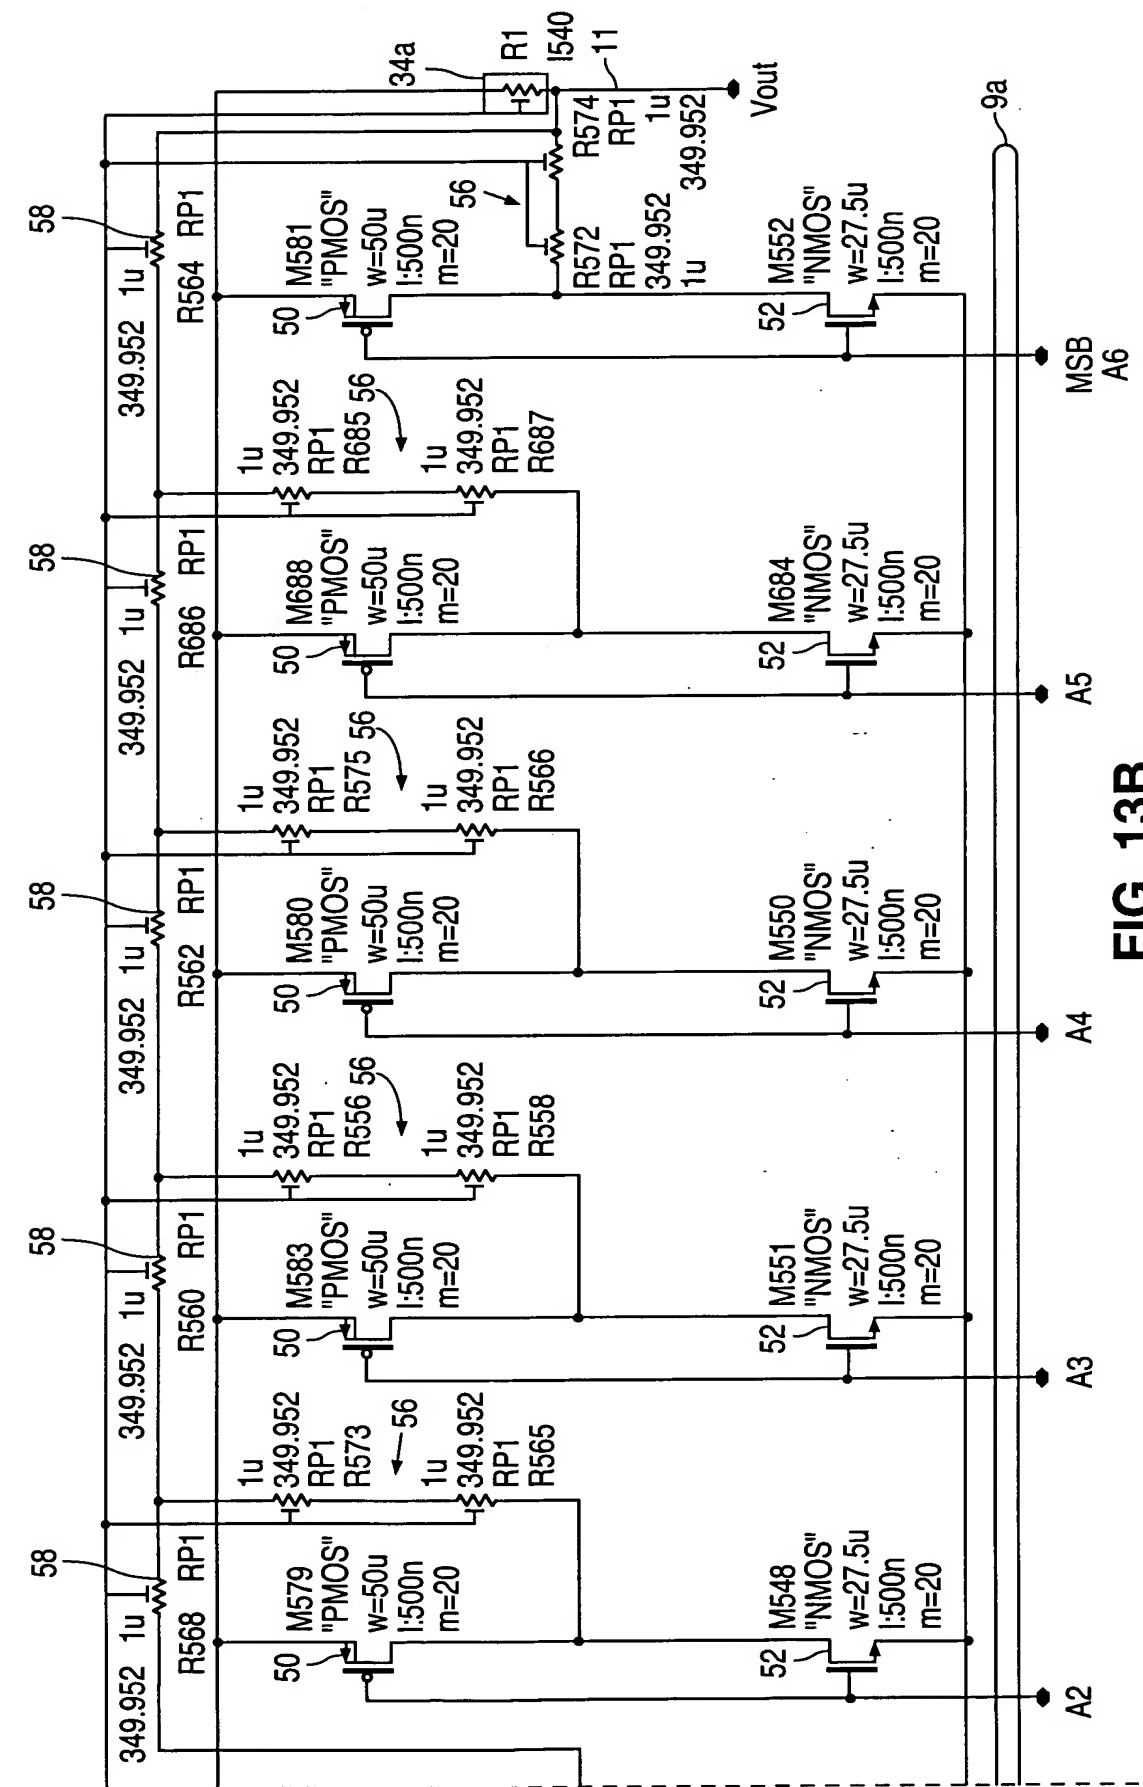 58
349.952 1u
R568 RP1
50
M579
"PMOS"
w=50u
l:500n
m=20
1u
349.952
RP1
R573
56
1u
349.952
RP1
R565
52
M548
"NMOS"
w=27.5u
l:500n
m=20
A2
58
349.952 1u
R560 RP1
50
M583
"PMOS"
w=50u
l:500n
m=20
1u
349.952
RP1
R556 56
1u
349.952
RP1
R558
52
M551
"NMOS"
w=27.5u
l:500n
m=20
A3
58
349.952 1u
R562 RP1
50
M580
"PMOS"
w=50u
l:500n
m=20
1u
349.952
RP1
R575 56
1u
349.952
RP1
R566
52
M550
"NMOS"
w=27.5u
l:500n
m=20
A4
58
349.952 1u
R686 RP1
50
M688
"PMOS"
w=50u
l:500n
m=20
1u
349.952
RP1
R685 56
1u
349.952
RP1
R687
52
M684
"NMOS"
w=27.5u
l:500n
m=20
A5
58
349.952 1u
R564 RP1
50
M581
"PMOS"
w=50u
l:500n
m=20
56
R572
RP1
349.952
1u
R574
RP1
1u
349.952
52
M552
"NMOS"
w=27.5u
l:500n
m=20
MSB
A6
34a
R1
I540
11
Vout
9a
FIG 13B